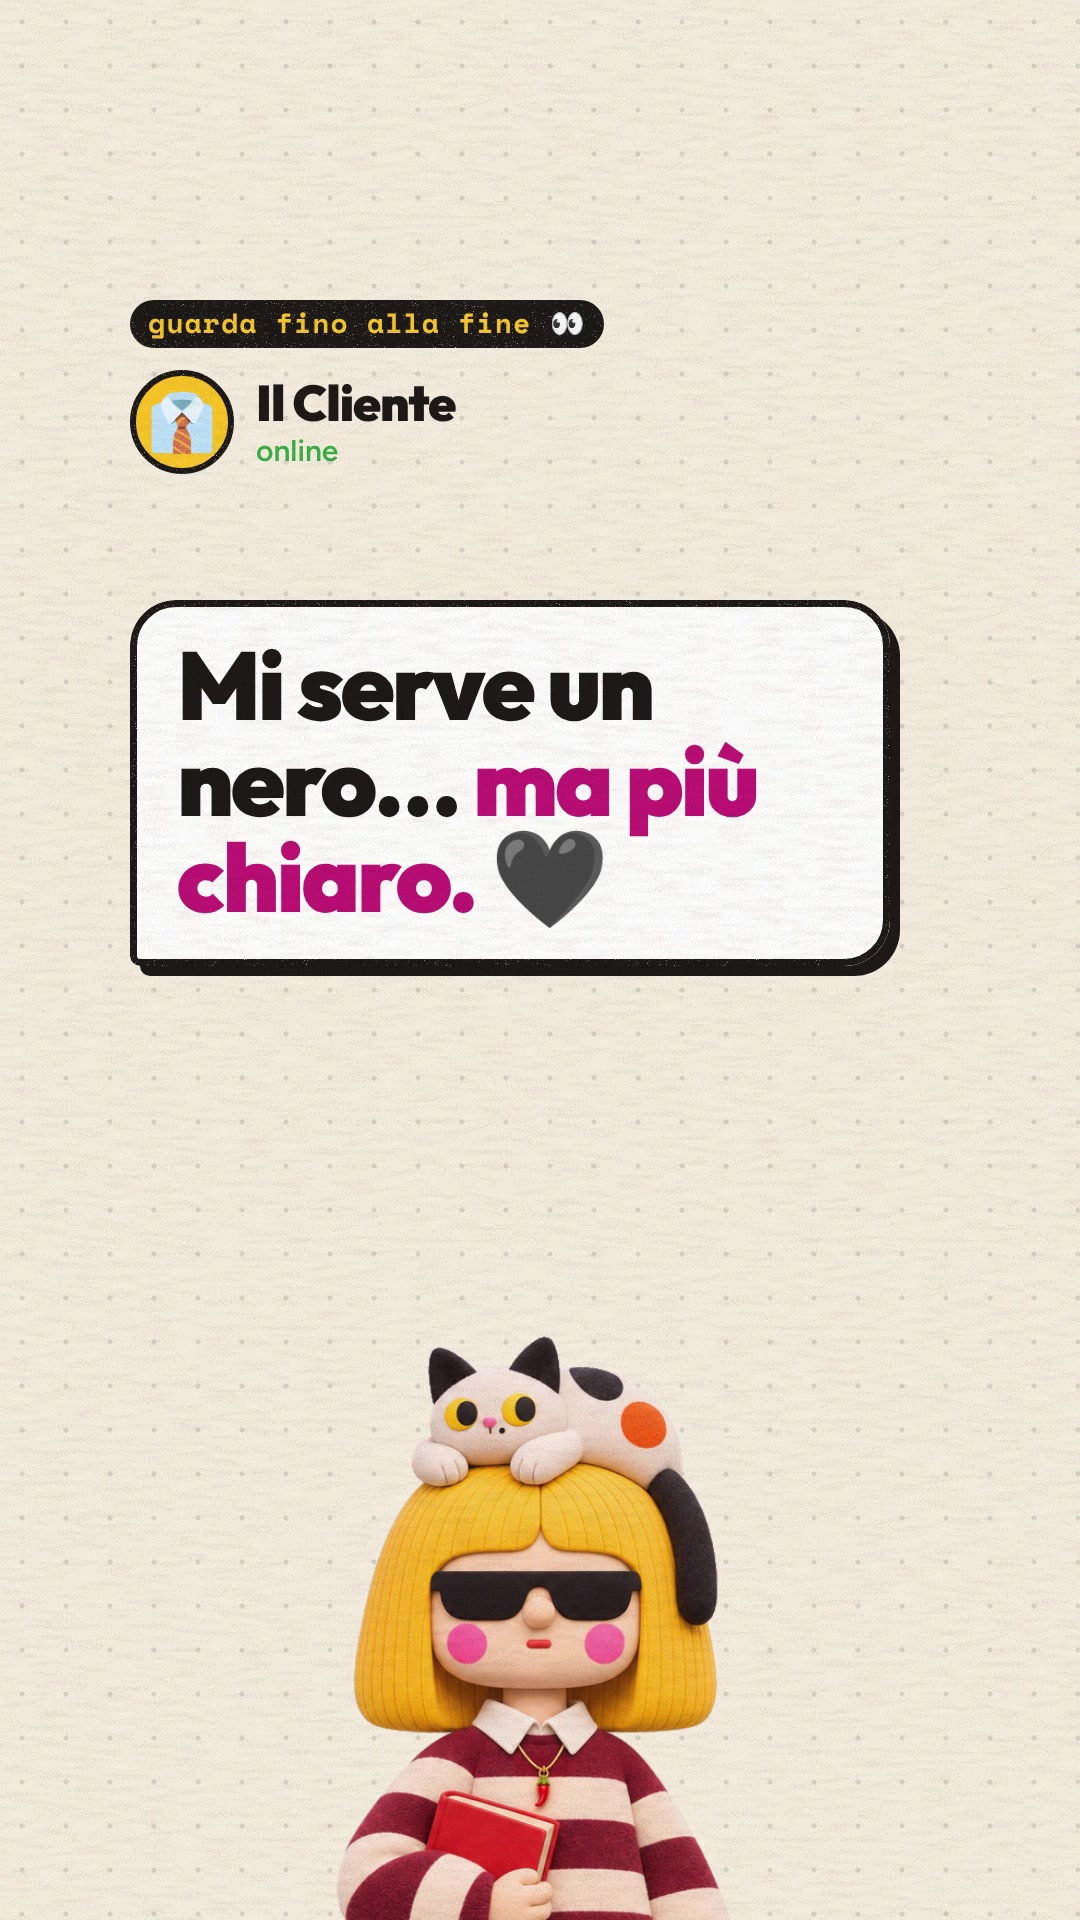 guarda fino alla fine 👀
Il Cliente
online
Mi serve un
nero... ma più
chiaro. 🖤